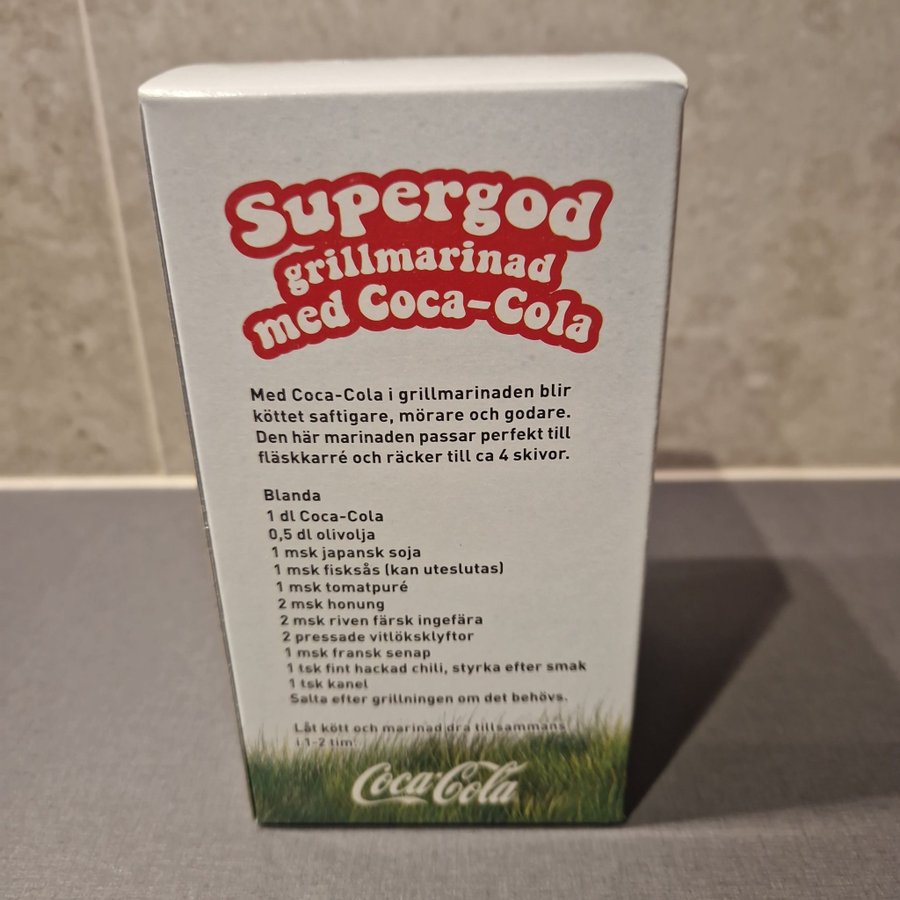 Supergod
grillmarinad
med Coca-Cola
Med Coca-Cola i grillmarinaden blir
köttet saftigare, mörare och godare.
Den här marinaden passar perfekt till
fläskkarré och räcker till ca 4 skivor.
Blanda
1 dl Coca-Cola
0,5 dl olivolja
1 msk japansk soja
1 msk fisksås (kan uteslutas)
1 msk tomatpuré
2 msk honung
2 msk riven färsk ingefära
2 pressade vitlöksklyftor
1 msk fransk senap
1 tsk fint hackad chili, styrka efter smak
1 tsk kanel
Salta efter grillningen om det behövs.
Låt kött och marinad dra tillsammans
i 1-2 tim.
Coca-Cola